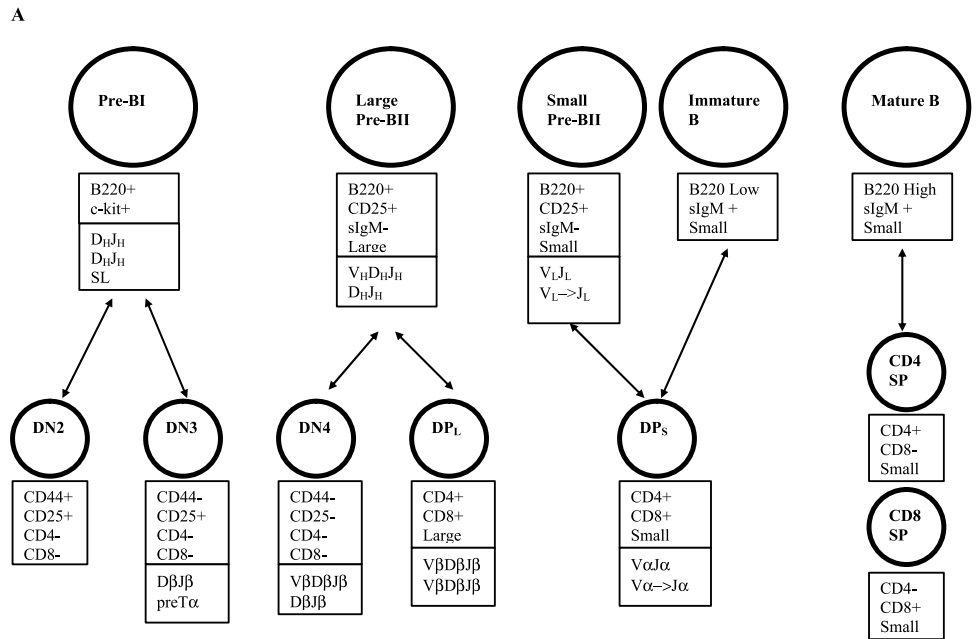 A
Pre-BI
Large
Pre-BII
Small
Pre-BII
Immature
B
Mature B
B220+
c-kit+
DHJH
DHJH
SL
B220+
CD25+
sIgM-
Large
VHDHJH
DHJH
B220+
CD25+
sIgM-
Small
VLJL
VL–>JL
B220 Low
sIgM +
Small
B220 High
sIgM +
Small
DN2
DN3
DN4
DPL
DPS
CD4
SP
CD44+
CD25+
CD4-
CD8-
CD44-
CD25+
CD4-
CD8-
DβJβ
preTα
CD44-
CD25-
CD4-
CD8-
VβDβJβ
DβJβ
CD4+
CD8+
Large
VβDβJβ
VβDβJβ
CD4+
CD8+
Small
VαJα
Vα–>Jα
CD4+
CD8-
Small
CD8
SP
CD4-
CD8+
Small